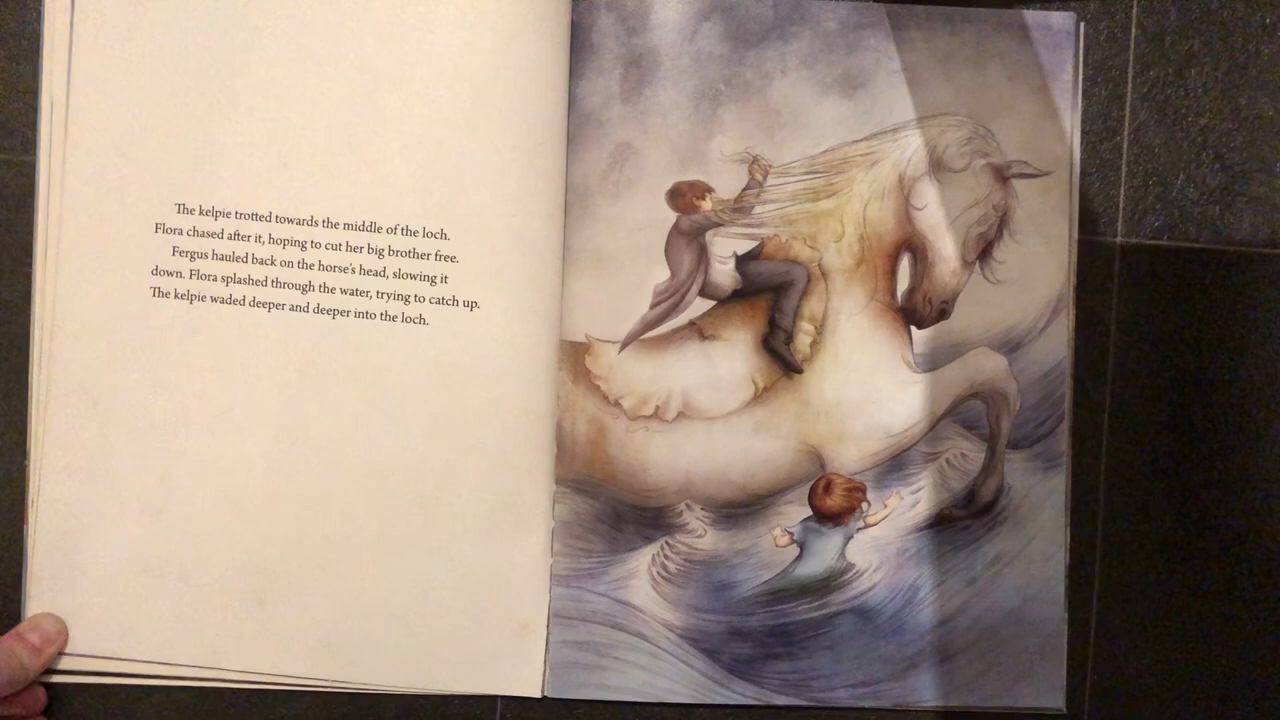 The kelpie trotted towards the middle of the loch.
Flora chased after it, hoping to cut her big brother free.
Fergus hauled back on the horse's head, slowing it
down. Flora splashed through the water, trying to catch up.
The kelpie waded deeper and deeper into the loch.